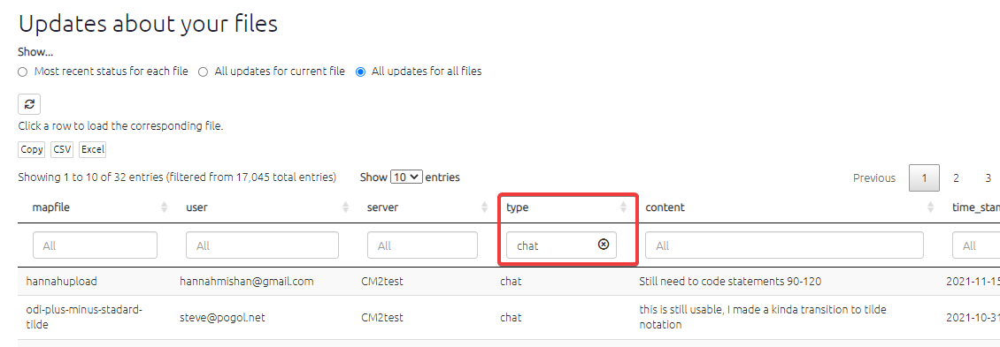 Updates about your files
Show...
Most recent status for each file All updates for current file All updates for all files
Click a row to load the corresponding file.
Copy CSV Excel
Showing 1 to 10 of 32 entries (filtered from 17,045 total entries) Show 10 entries Previous 1 2 3
mapfile user server type content time_stam
All All All chat All All
hannahupload hannahmishan@gmail.com CM2test chat Still need to code statements 90-120 2021-11-15
odi-plus-minus-stadard-
tilde steve@pogol.net CM2test chat this is still usable, I made a kinda transition to tilde
notation 2021-10-31